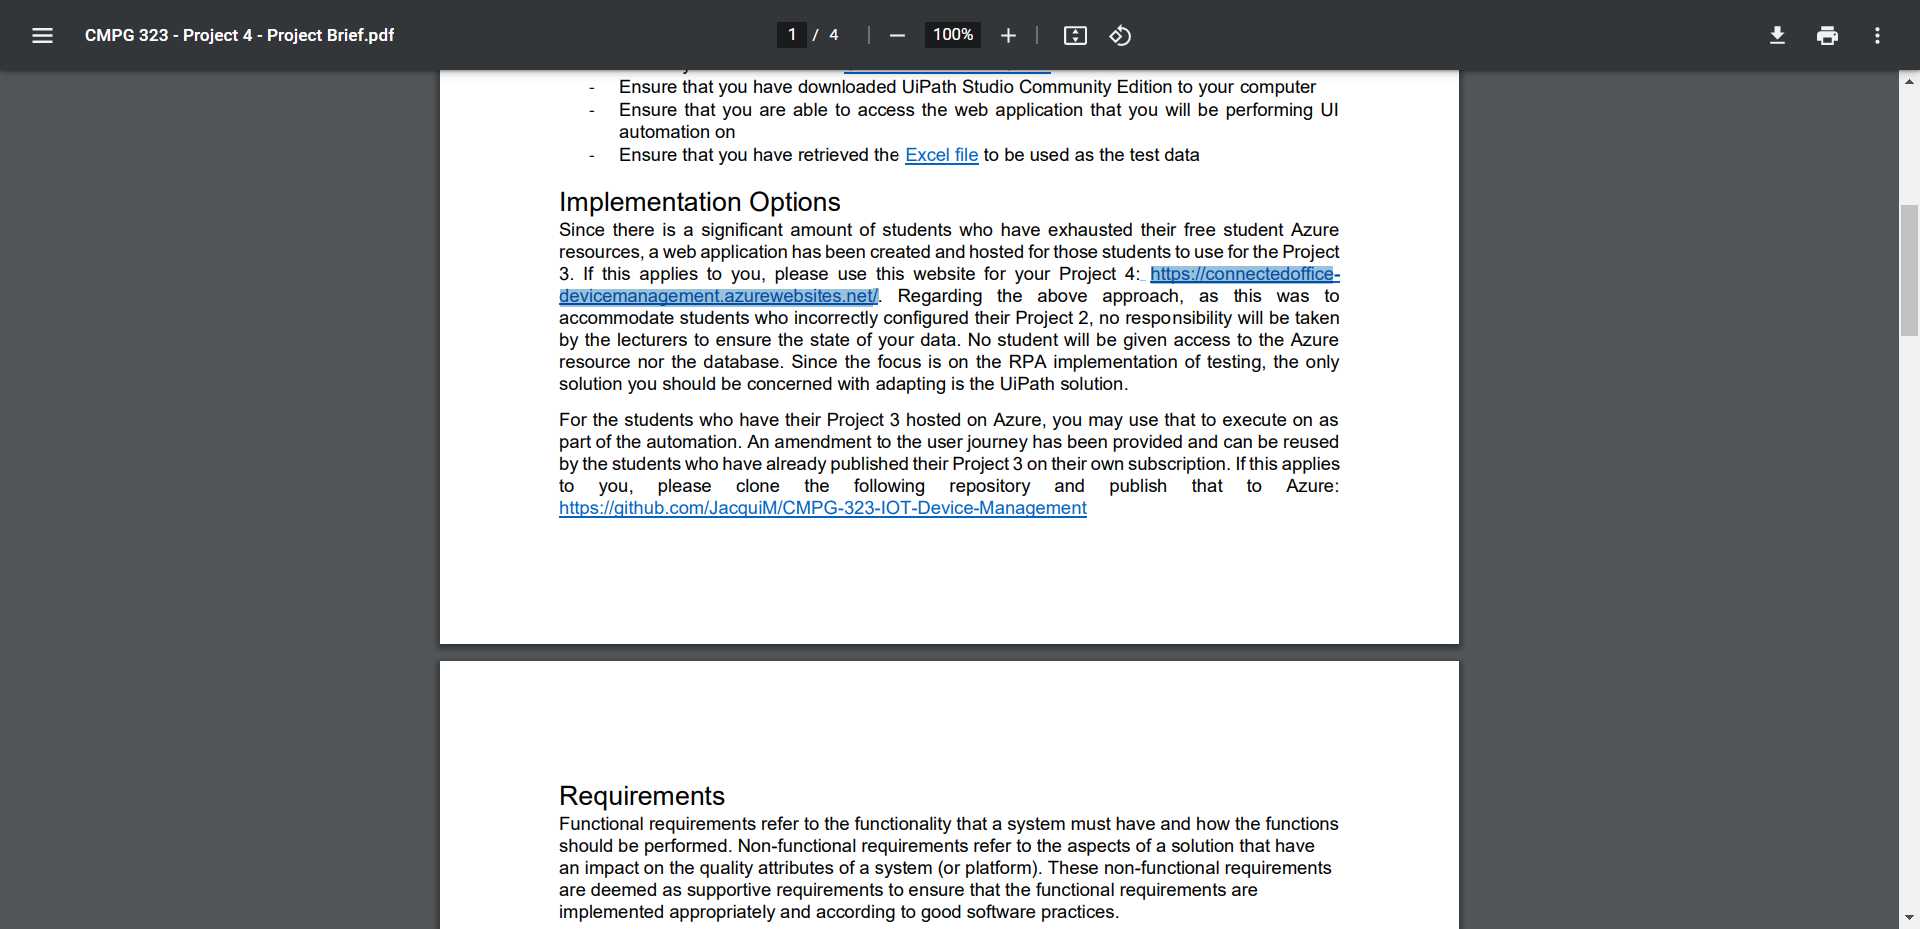 CMPG 323 - Project 4 - Project Brief.pdf
1 / 4
100%
- Ensure that you have downloaded UiPath Studio Community Edition to your computer
- Ensure that you are able to access the web application that you will be performing UI
automation on
- Ensure that you have retrieved the Excel file to be used as the test data
Implementation Options
Since there is a significant amount of students who have exhausted their free student Azure
resources, a web application has been created and hosted for those students to use for the Project
3. If this applies to you, please use this website for your Project 4: https://connectedoffice-
devicemanagement.azurewebsites.net/. Regarding the above approach, as this was to
accommodate students who incorrectly configured their Project 2, no responsibility will be taken
by the lecturers to ensure the state of your data. No student will be given access to the Azure
resource nor the database. Since the focus is on the RPA implementation of testing, the only
solution you should be concerned with adapting is the UiPath solution.
For the students who have their Project 3 hosted on Azure, you may use that to execute on as
part of the automation. An amendment to the user journey has been provided and can be reused
by the students who have already published their Project 3 on their own subscription. If this applies
to you, please clone the following repository and publish that to Azure:
https://github.com/JacquiM/CMPG-323-IOT-Device-Management
Requirements
Functional requirements refer to the functionality that a system must have and how the functions
should be performed. Non-functional requirements refer to the aspects of a solution that have
an impact on the quality attributes of a system (or platform). These non-functional requirements
are deemed as supportive requirements to ensure that the functional requirements are
implemented appropriately and according to good software practices.